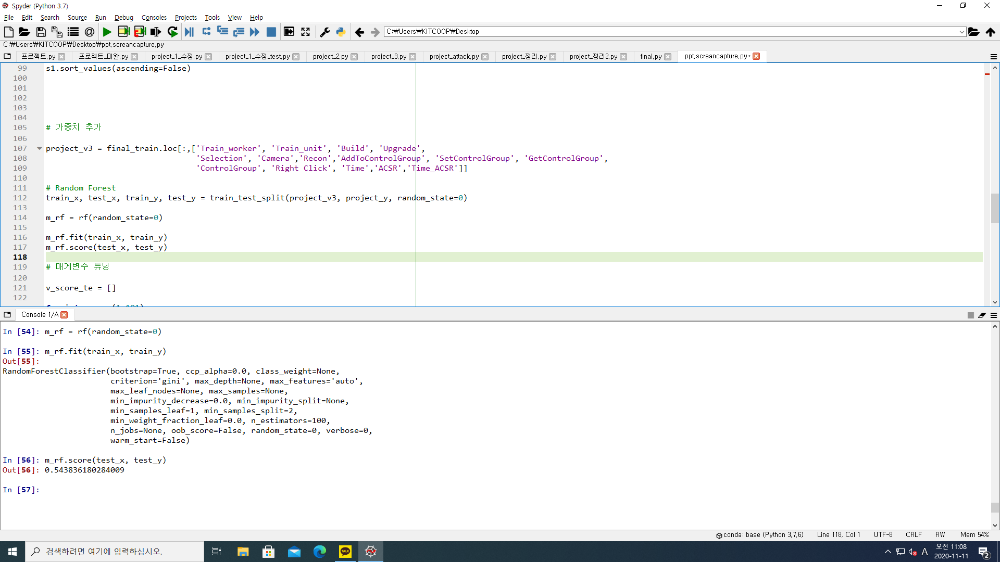 Spyder (Python 3.7)
File Edit Search Source Run Debug Consoles Projects Tools View Help
C:₩Users₩KITCOOP₩Desktop
C:₩Users₩KITCOOP₩Desktop₩ppt,screancapture,py
프로젝트,py 프로젝트_미완,py project_1_수정,py project_1_수정_test,py project_2,py project_3,py project_attack,py project_정리,py project_정리2,py final,py ppt,screancapture,py*
99 s1.sort_values(ascending=False)
100
101
102
103
104
105 # 가중치 추가
106
107 project_v3 = final_train.loc[:,['Train_worker', 'Train_unit', 'Build', 'Upgrade',
108 'Selection', 'Camera','Recon','AddToControlGroup', 'SetControlGroup', 'GetControlGroup',
109 'ControlGroup', 'Right Click', 'Time','ACSR','Time_ACSR']]
110
111 # Random Forest
112 train_x, test_x, train_y, test_y = train_test_split(project_v3, project_y, random_state=0)
113
114 m_rf = rf(random_state=0)
115
116 m_rf.fit(train_x, train_y)
117 m_rf.score(test_x, test_y)
118
119 # 매게변수 튜닝
120
121 v_score_te = []
122
Console 1/A
In [54]: m_rf = rf(random_state=0)
In [55]: m_rf.fit(train_x, train_y)
Out[55]:
RandomForestClassifier(bootstrap=True, ccp_alpha=0.0, class_weight=None,
criterion='gini', max_depth=None, max_features='auto',
max_leaf_nodes=None, max_samples=None,
min_impurity_decrease=0.0, min_impurity_split=None,
min_samples_leaf=1, min_samples_split=2,
min_weight_fraction_leaf=0.0, n_estimators=100,
n_jobs=None, oob_score=False, random_state=0, verbose=0,
warm_start=False)
In [56]: m_rf.score(test_x, test_y)
Out[56]: 0.543836180284009
In [57]:
conda: base (Python 3,7,6) Line 118, Col 1 UTF-8 CRLF RW Mem 54%
검색하려면 여기에 입력하십시오.
TALK
A
오전 11:08
2020-11-11
2